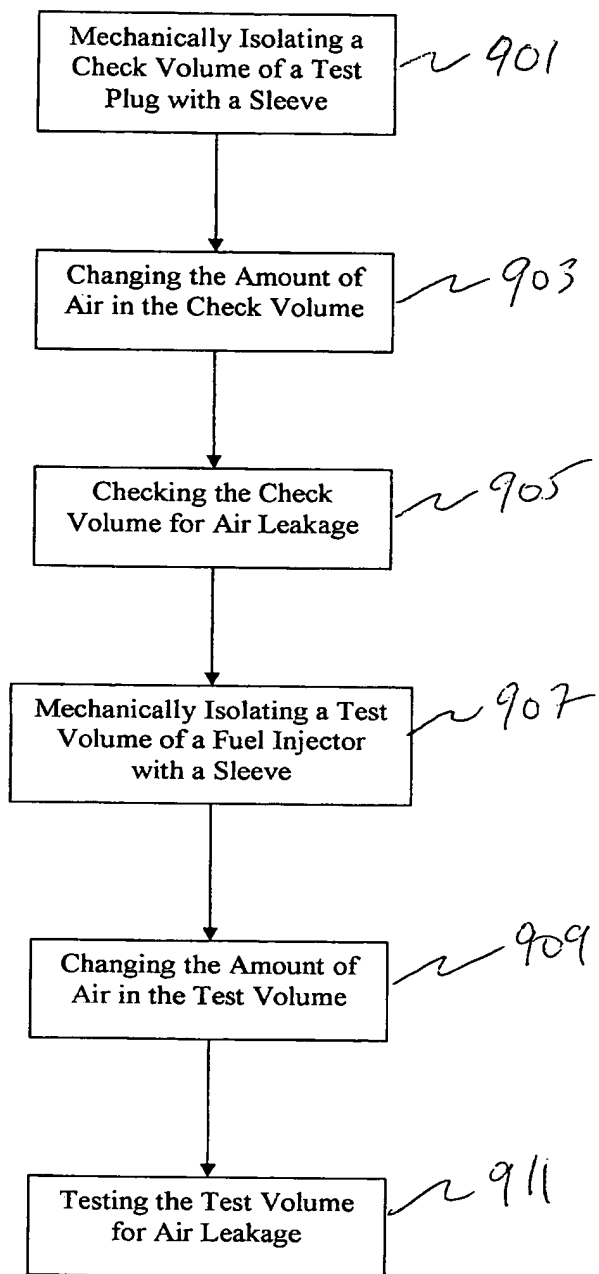 Mechanically Isolating a
Check Volume of a Test
Plug with a Sleeve
901
Changing the Amount of
Air in the Check Volume
903
Checking the Check
Volume for Air Leakage
905
Mechanically Isolating a Test
Volume of a Fuel Injector
with a Sleeve
907
Changing the Amount of
Air in the Test Volume
909
Testing the Test Volume
for Air Leakage
911